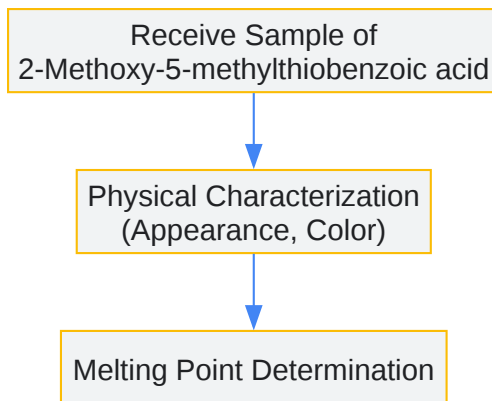 Receive Sample of
2-Methoxy-5-methylthiobenzoic acid
Physical Characterization
(Appearance, Color)
Melting Point Determination